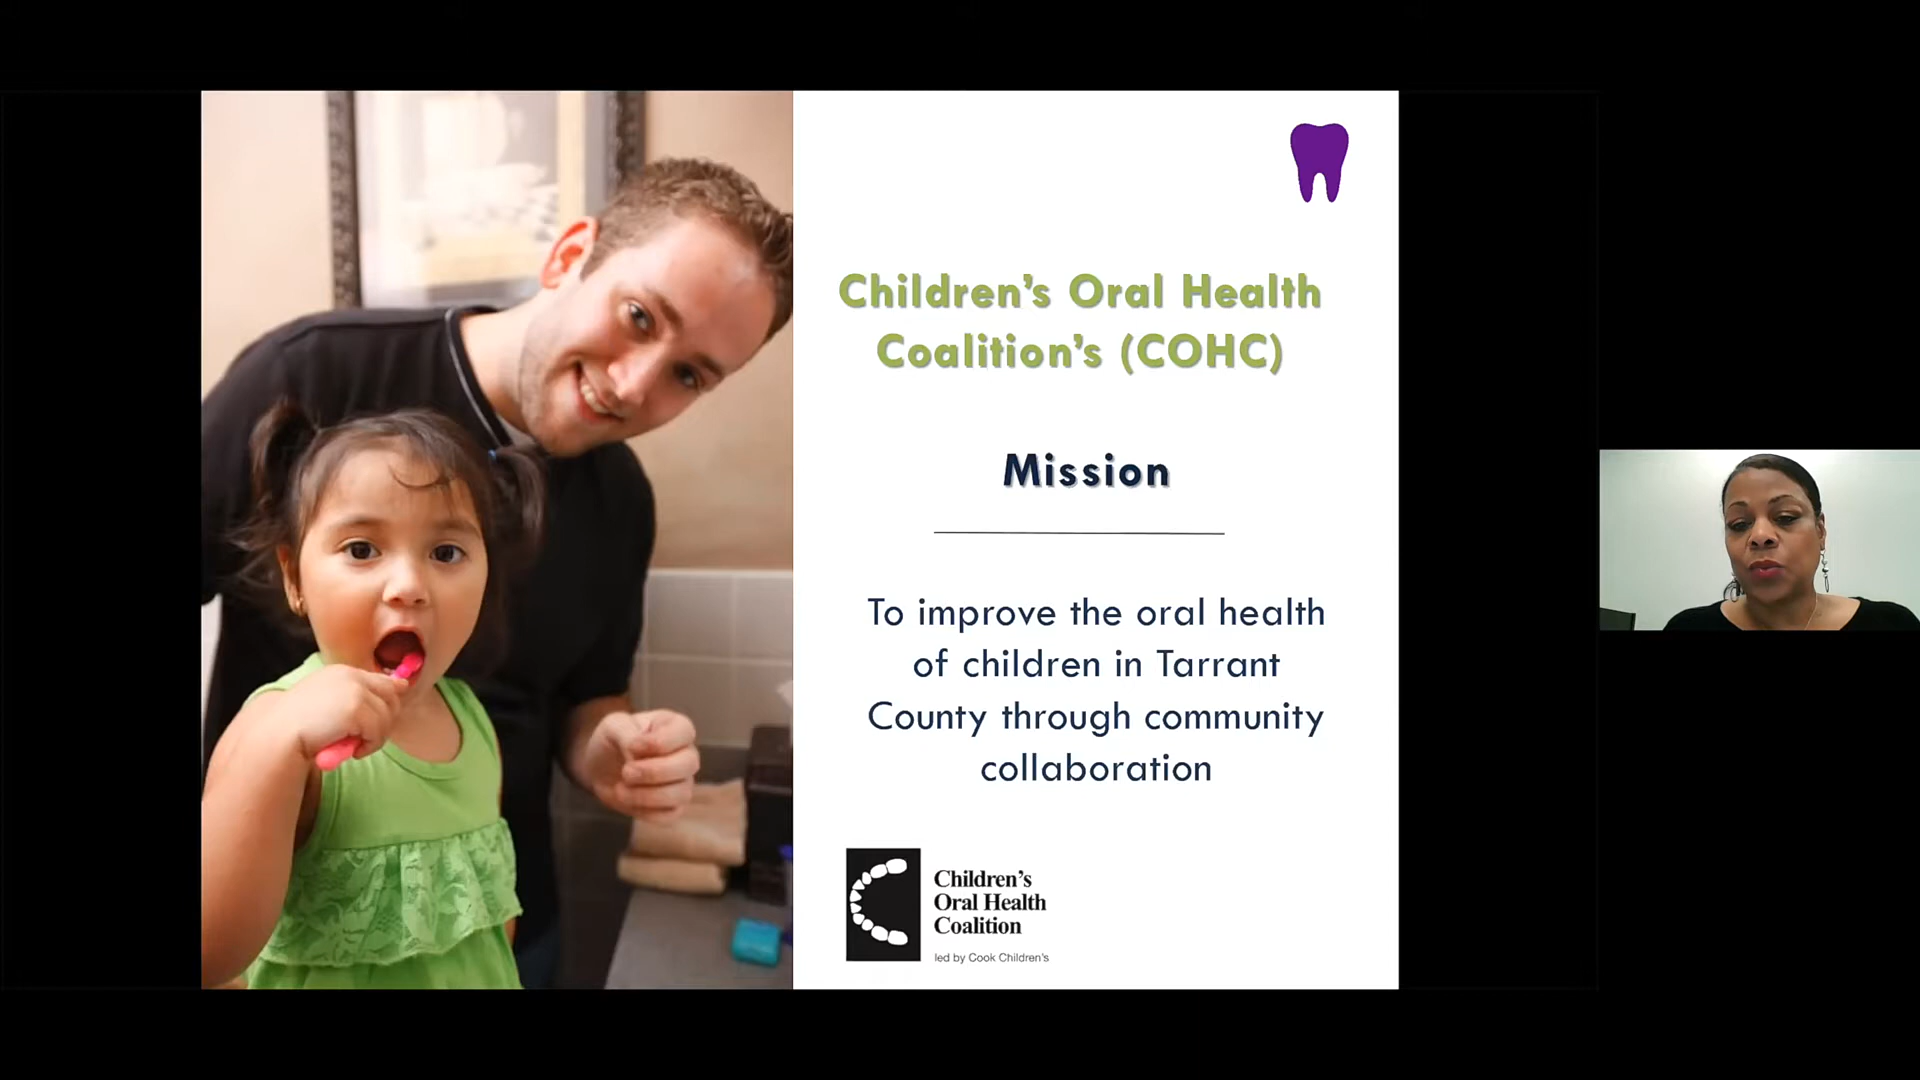 Children's Oral Health
Coalition's (COHC)
Mission
To improve the oral health
of children in Tarrant
County through community
collaboration
Children's
Oral Health
Coalition
led by Cook Children's